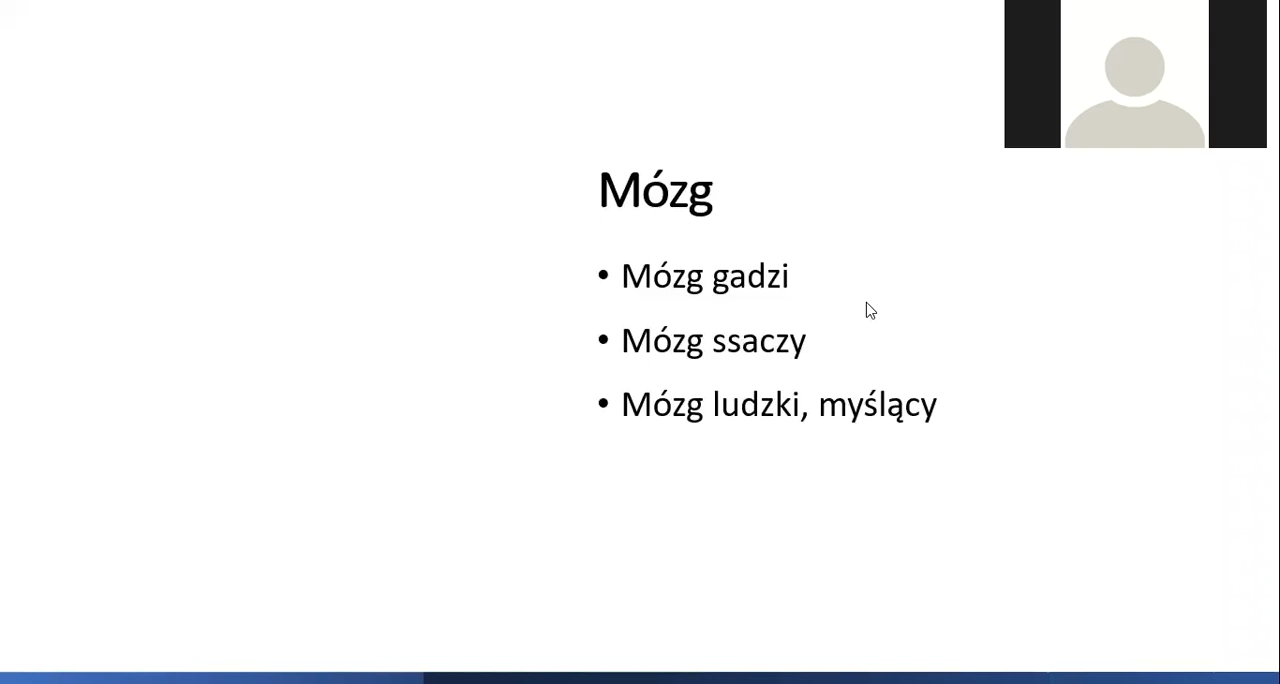 Mózg
• Mózg gadzi
• Mózg ssaczy
• Mózg ludzki, myślący